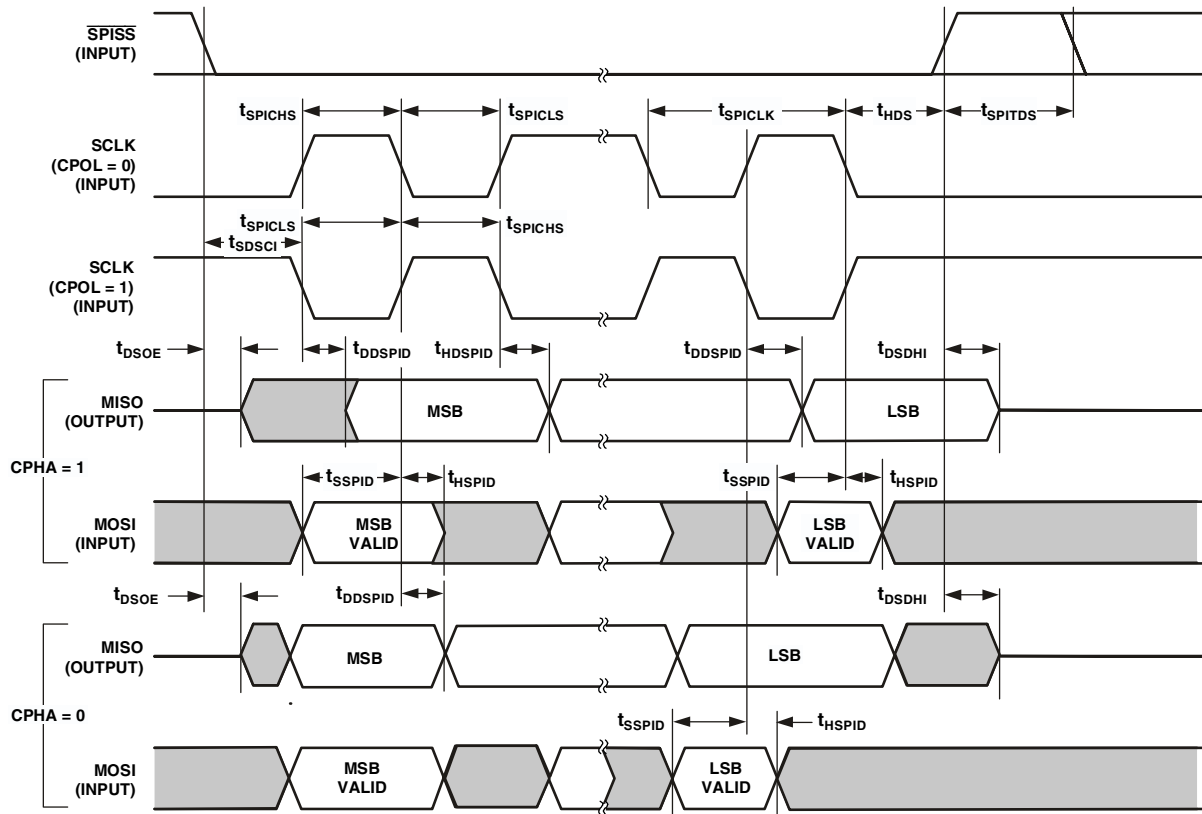 SPISS
(INPUT)
tSPICHS
tSPICLS
tSPICLK
tHDS
tSPITDS
SCLK
(CPOL = 0)
(INPUT)
tSPICLS
tSPICHS
tSDSCI
SCLK
(CPOL = 1)
(INPUT)
tDSOE
tDDSPID
tHDSPID
tDDSPID
tDSDHI
MISO
(OUTPUT)
MSB
LSB
CPHA = 1
tSSPID
tHSPID
tSSPID
tHSPID
MOSI
(INPUT)
MSB
VALID
LSB
VALID
tDSOE
tDDSPID
tDSDHI
MISO
(OUTPUT)
MSB
LSB
CPHA = 0
tSSPID
tHSPID
MOSI
(INPUT)
MSB
VALID
LSB
VALID